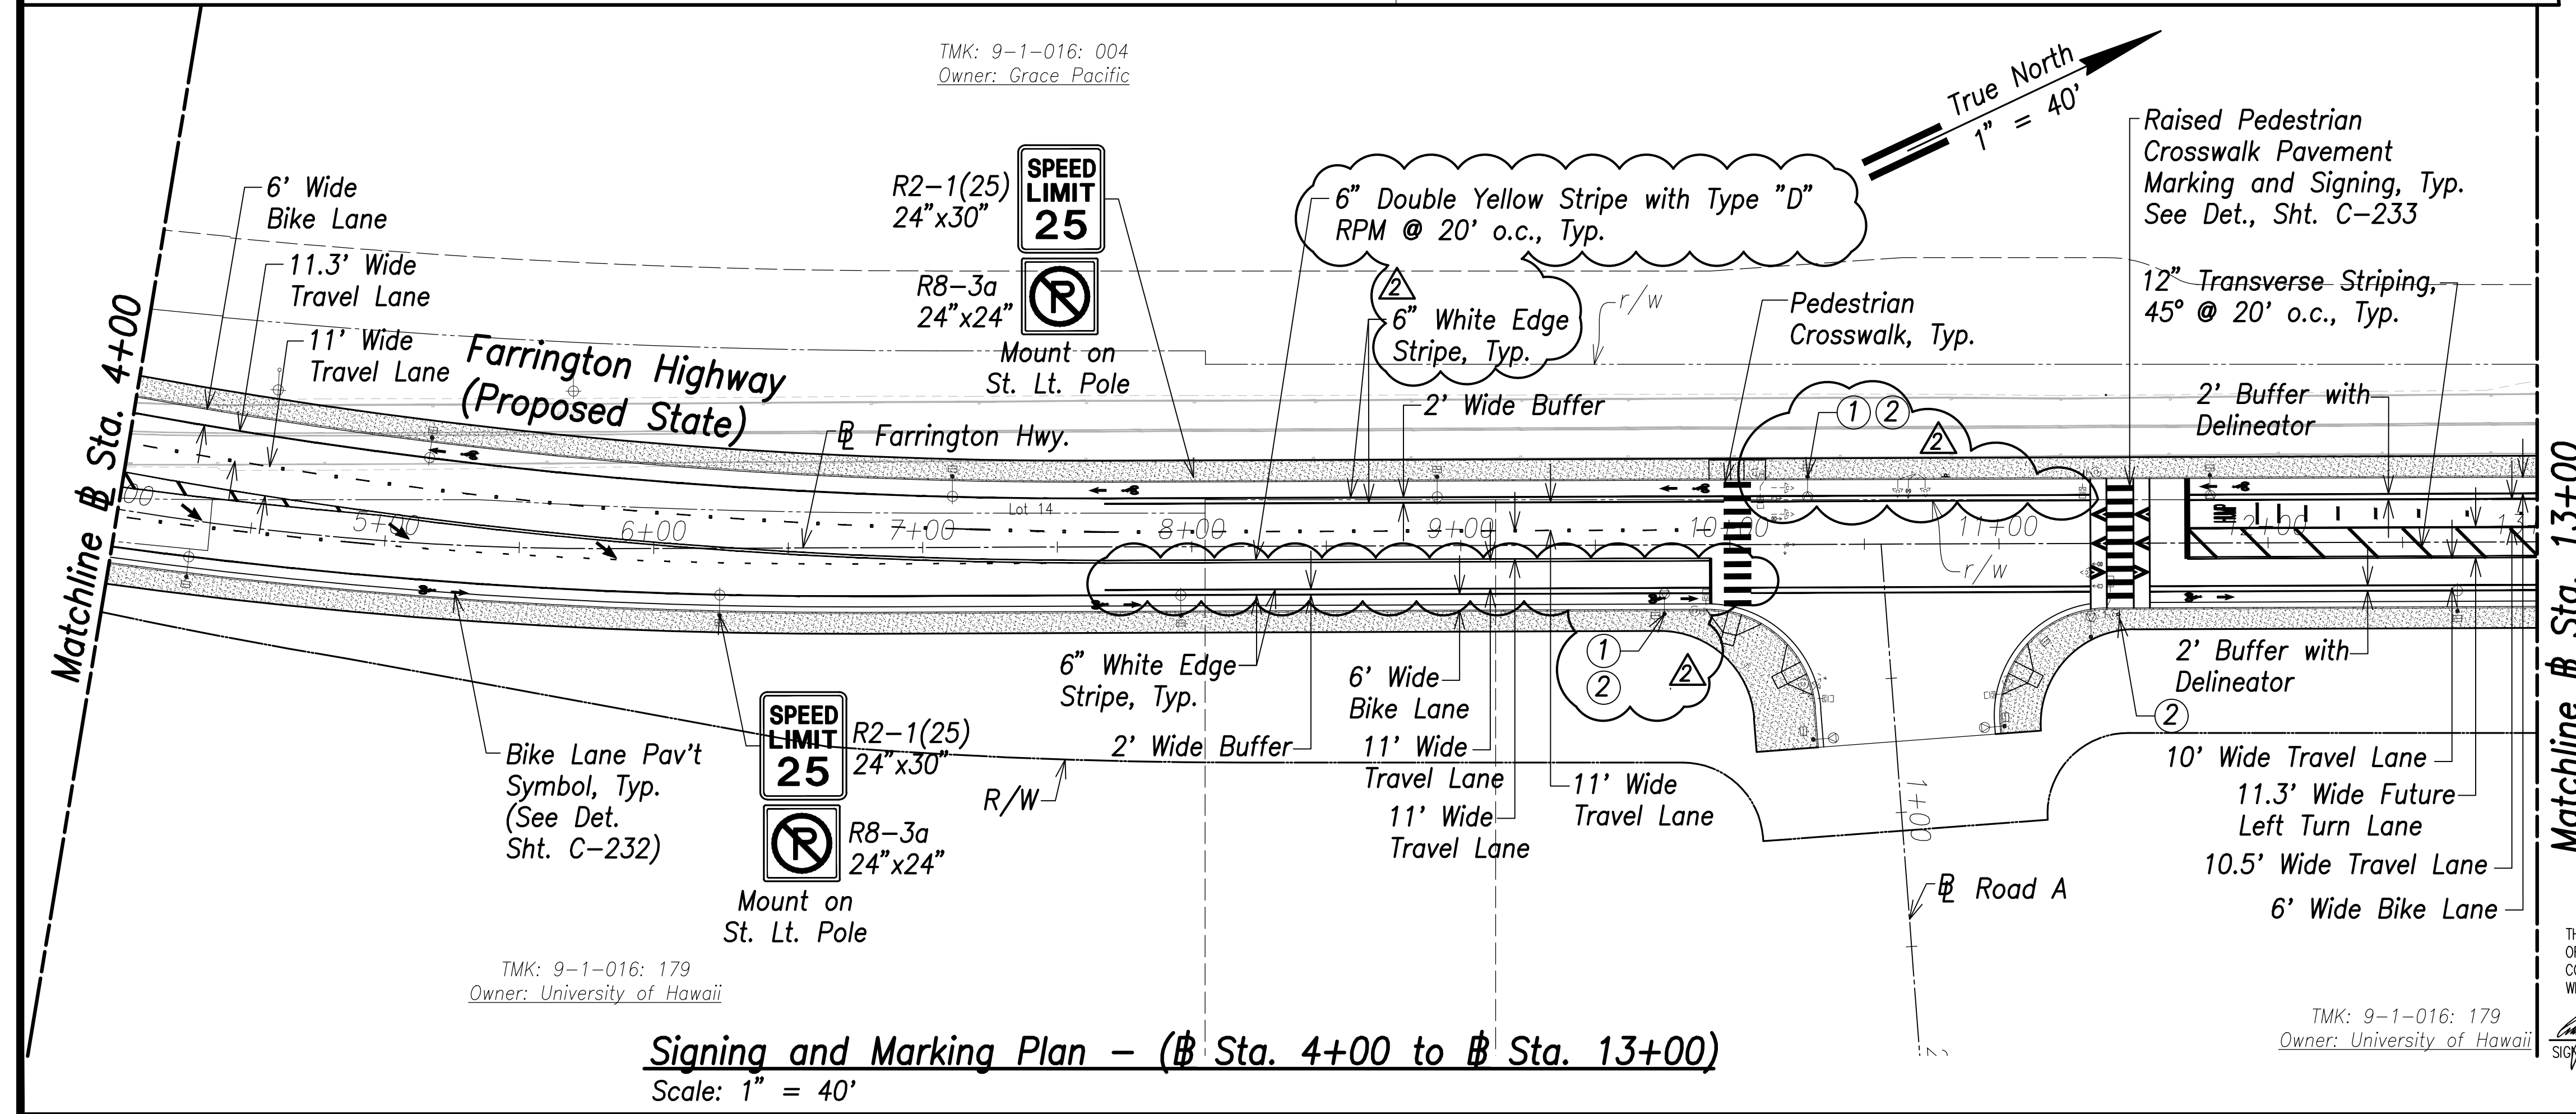 TMK: 9-1-016: 004
Owner: Grace Pacific
True North
1" = 40'
Raised Pedestrian
Crosswalk Pavement
Marking and Signing, Typ.
See Det., Sht. C-233
6' Wide
Bike Lane
R2-1(25)
24"x30"
SPEED
LIMIT
25
6" Double Yellow Stripe with Type "D"
RPM @ 20' o.c., Typ.
11.3' Wide
Travel Lane
R8-3a
24"x24"
P
Mount on
St. Lt. Pole
2
6" White Edge
Stripe, Typ.
r/w
Pedestrian
Crosswalk, Typ.
12" Transverse Striping,
45° @ 20' o.c., Typ.
11' Wide
Travel Lane
Farrington Highway
(Proposed State)
2' Wide Buffer
1 2
2
2' Buffer with
Delineator
Matchline BL Sta. 4+00
BL Farrington Hwy.
Lot 14
5+00
6+00
7+00
8+00
9+00
10+00
11+00
12+00
13
r/w
Matchline BL Sta. 13+00
6" White Edge
Stripe, Typ.
2' Wide Buffer
6' Wide
Bike Lane
11' Wide
Travel Lane
11' Wide
Travel Lane
11' Wide
Travel Lane
1
2
2
2' Buffer with
Delineator
2
10' Wide Travel Lane
11.3' Wide Future
Left Turn Lane
10.5' Wide Travel Lane
6' Wide Bike Lane
Bike Lane Pav't
Symbol, Typ.
(See Det.
Sht. C-232)
SPEED
LIMIT
25
R2-1(25)
24"x30"
P
R8-3a
24"x24"
Mount on
St. Lt. Pole
R/W
1+00
BL Road A
TMK: 9-1-016: 179
Owner: University of Hawaii
TMK: 9-1-016: 179
Owner: University of Hawaii
Signing and Marking Plan - (BL Sta. 4+00 to BL Sta. 13+00)
Scale: 1" = 40'